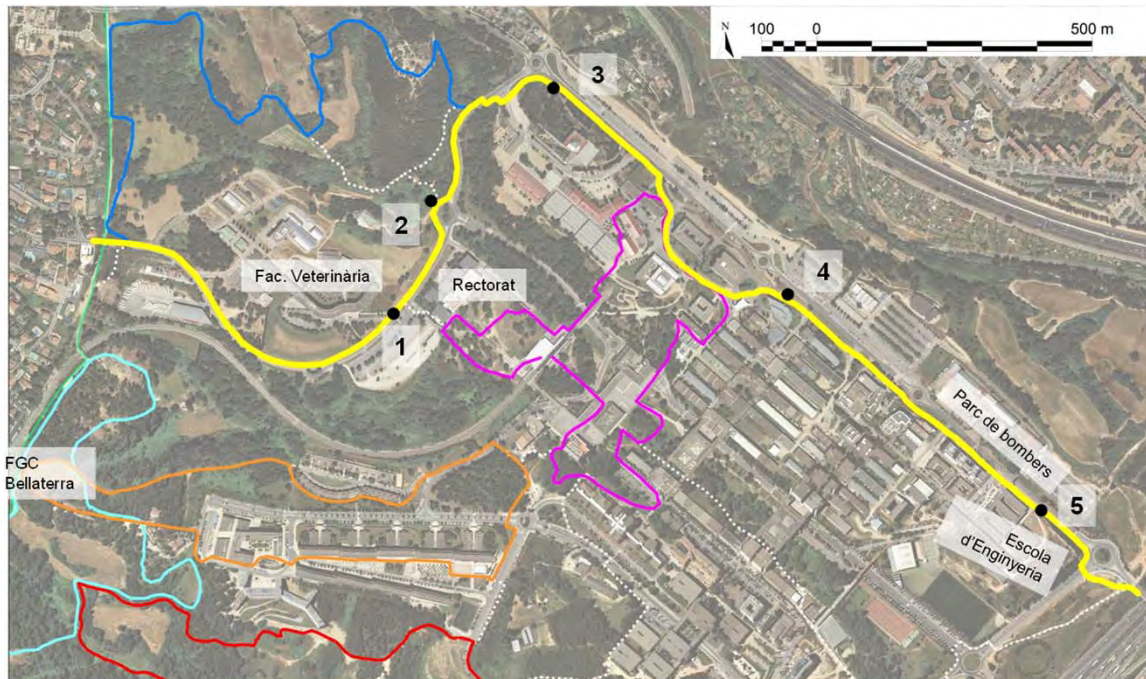 N
100
0
500 m
3
2
Fac. Veterinària
Rectorat
4
1
Parc de bombers
FGC
Bellaterra
5
Escola
d'Enginyeria